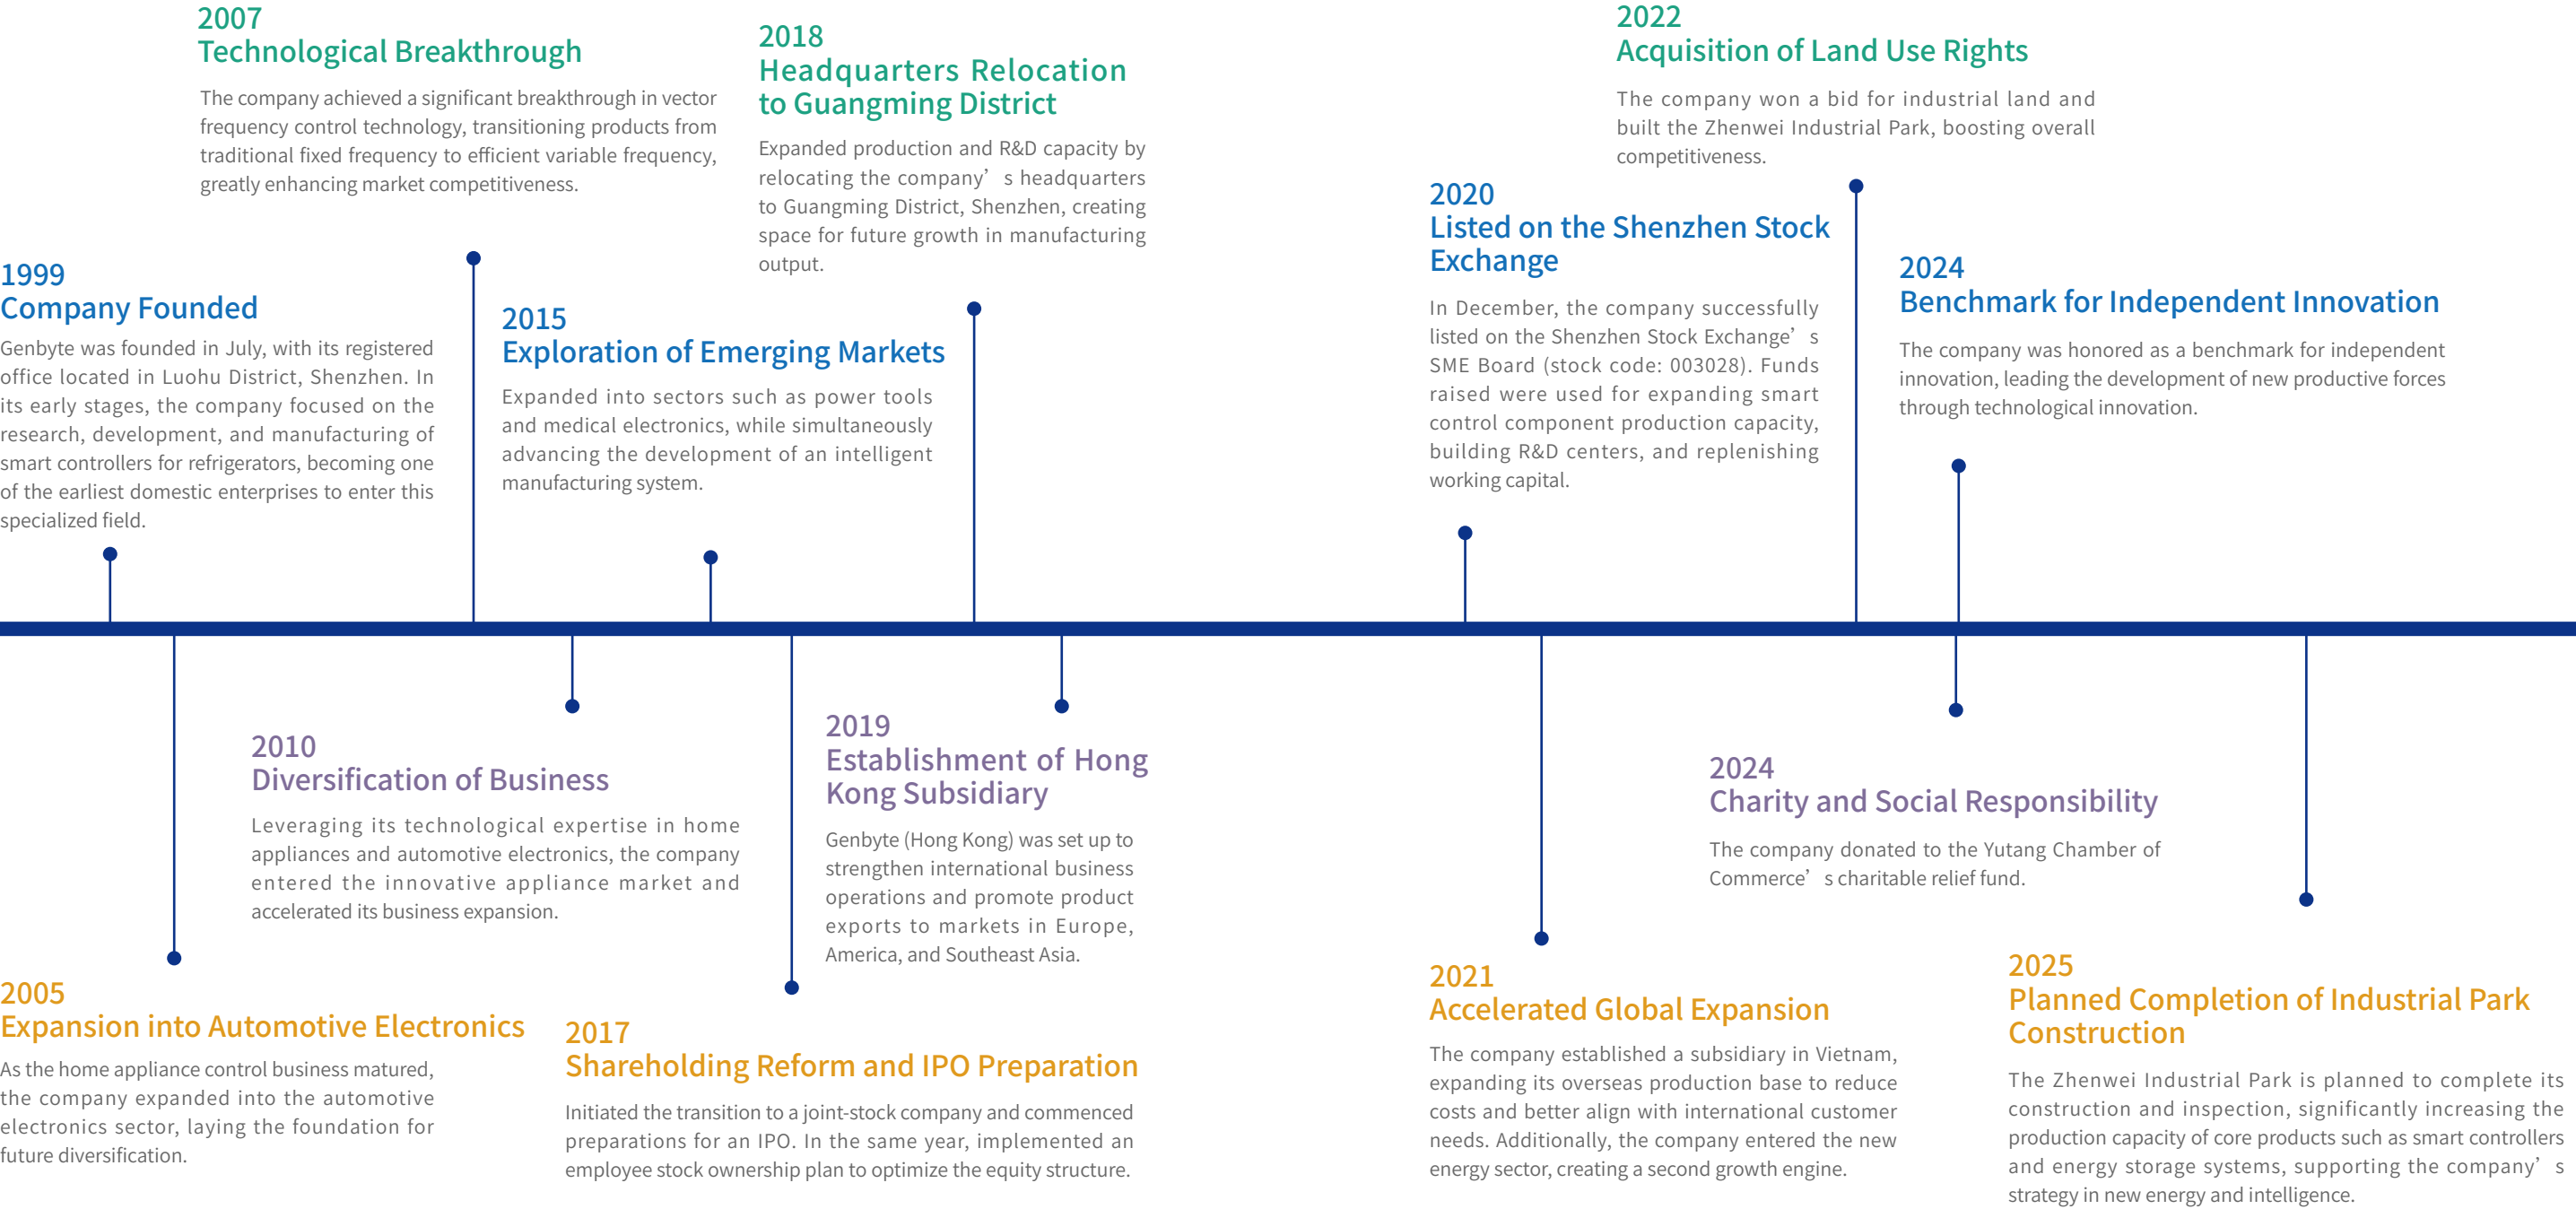 2007
Technological Breakthrough
The company achieved a significant breakthrough in vector
frequency control technology, transitioning products from
traditional fixed frequency to efficient variable frequency,
greatly enhancing market competitiveness.
2018
Headquarters Relocation
to Guangming District
Expanded production and R&D capacity by
relocating the company’s headquarters
to Guangming District, Shenzhen, creating
space for future growth in manufacturing
output.
2022
Acquisition of Land Use Rights
The company won a bid for industrial land and
built the Zhenwei Industrial Park, boosting overall
competitiveness.
1999
Company Founded
Genbyte was founded in July, with its registered
office located in Luohu District, Shenzhen. In
its early stages, the company focused on the
research, development, and manufacturing of
smart controllers for refrigerators, becoming one
of the earliest domestic enterprises to enter this
specialized field.
2015
Exploration of Emerging Markets
Expanded into sectors such as power tools
and medical electronics, while simultaneously
advancing the development of an intelligent
manufacturing system.
2020
Listed on the Shenzhen Stock
Exchange
In December, the company successfully
listed on the Shenzhen Stock Exchange’s
SME Board (stock code: 003028). Funds
raised were used for expanding smart
control component production capacity,
building R&D centers, and replenishing
working capital.
2024
Benchmark for Independent Innovation
The company was honored as a benchmark for independent
innovation, leading the development of new productive forces
through technological innovation.
2010
Diversification of Business
Leveraging its technological expertise in home
appliances and automotive electronics, the company
entered the innovative appliance market and
accelerated its business expansion.
2019
Establishment of Hong
Kong Subsidiary
Genbyte (Hong Kong) was set up to
strengthen international business
operations and promote product
exports to markets in Europe,
America, and Southeast Asia.
2024
Charity and Social Responsibility
The company donated to the Yutang Chamber of
Commerce’s charitable relief fund.
2005
Expansion into Automotive Electronics
As the home appliance control business matured,
the company expanded into the automotive
electronics sector, laying the foundation for
future diversification.
2017
Shareholding Reform and IPO Preparation
Initiated the transition to a joint-stock company and commenced
preparations for an IPO. In the same year, implemented an
employee stock ownership plan to optimize the equity structure.
2021
Accelerated Global Expansion
The company established a subsidiary in Vietnam,
expanding its overseas production base to reduce
costs and better align with international customer
needs. Additionally, the company entered the new
energy sector, creating a second growth engine.
2025
Planned Completion of Industrial Park
Construction
The Zhenwei Industrial Park is planned to complete its
construction and inspection, significantly increasing the
production capacity of core products such as smart controllers
and energy storage systems, supporting the company’s
strategy in new energy and intelligence.